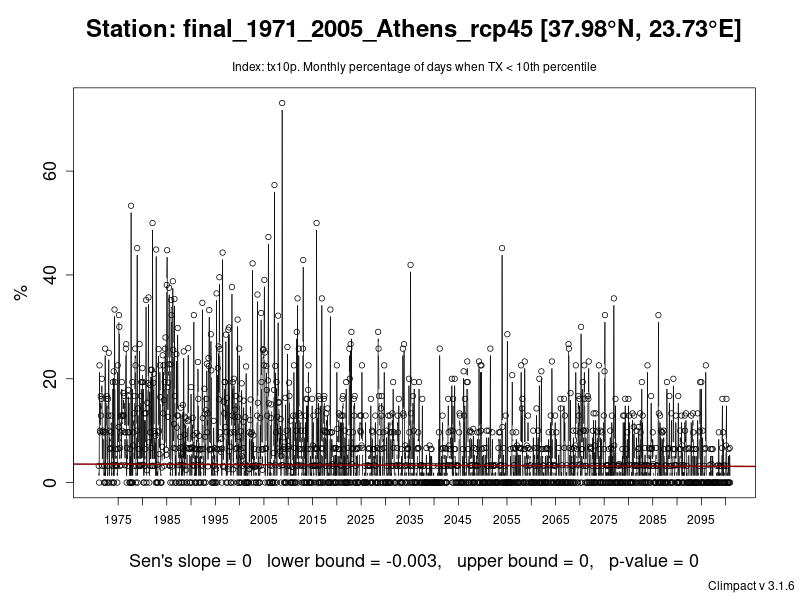 Station: final_1971_2005_Athens_rcp45 [37.98°N, 23.73°E]
Index: tx10p. Monthly percentage of days when TX < 10th percentile
%
60
40
20
0
1975 1985 1995 2005 2015 2025 2035 2045 2055 2065 2075 2085 2095
Sen's slope = 0 lower bound = -0.003, upper bound = 0, p-value = 0
Climpact v 3.1.6